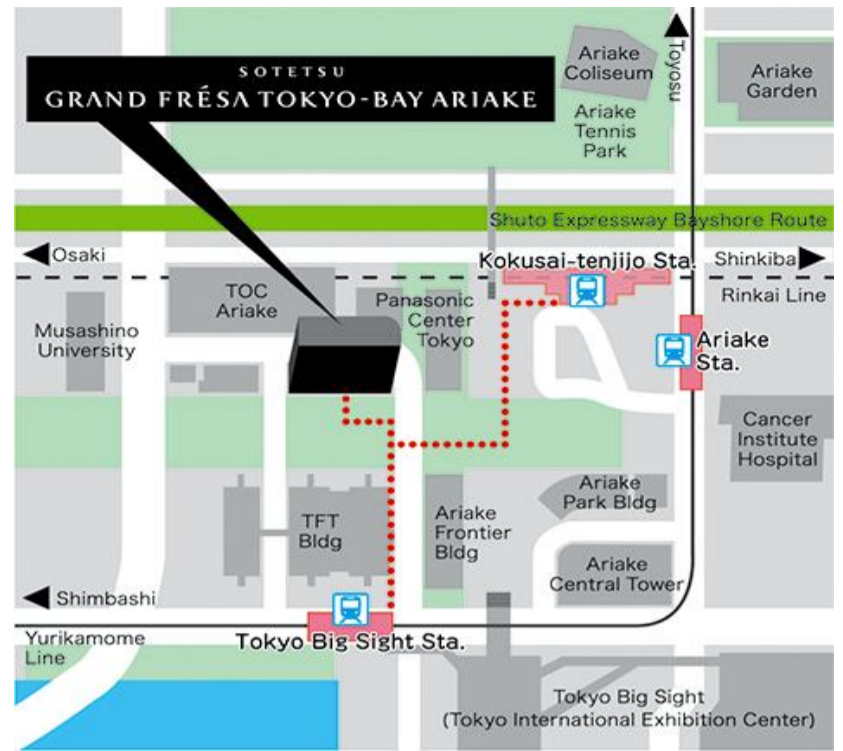 SOTETSU
GRAND FRÉSA TOKYO-BAY ARIAKE
Ariake
Coliseum
Ariake
Tennis
Park
Toyosu
Ariake
Garden
Shuto Expressway Bayshore Route
Osaki
Kokusai-tenjijo Sta.
Shinkiba
Rinkai Line
TOC
Ariake
Panasonic
Center
Tokyo
Musashino
University
Ariake
Sta.
Cancer
Institute
Hospital
TFT
Bldg
Ariake
Frontier
Bldg
Ariake
Park Bldg
Ariake
Central Tower
Shimbashi
Yurikamome
Line
Tokyo Big Sight Sta.
Tokyo Big Sight
(Tokyo International Exhibition Center)